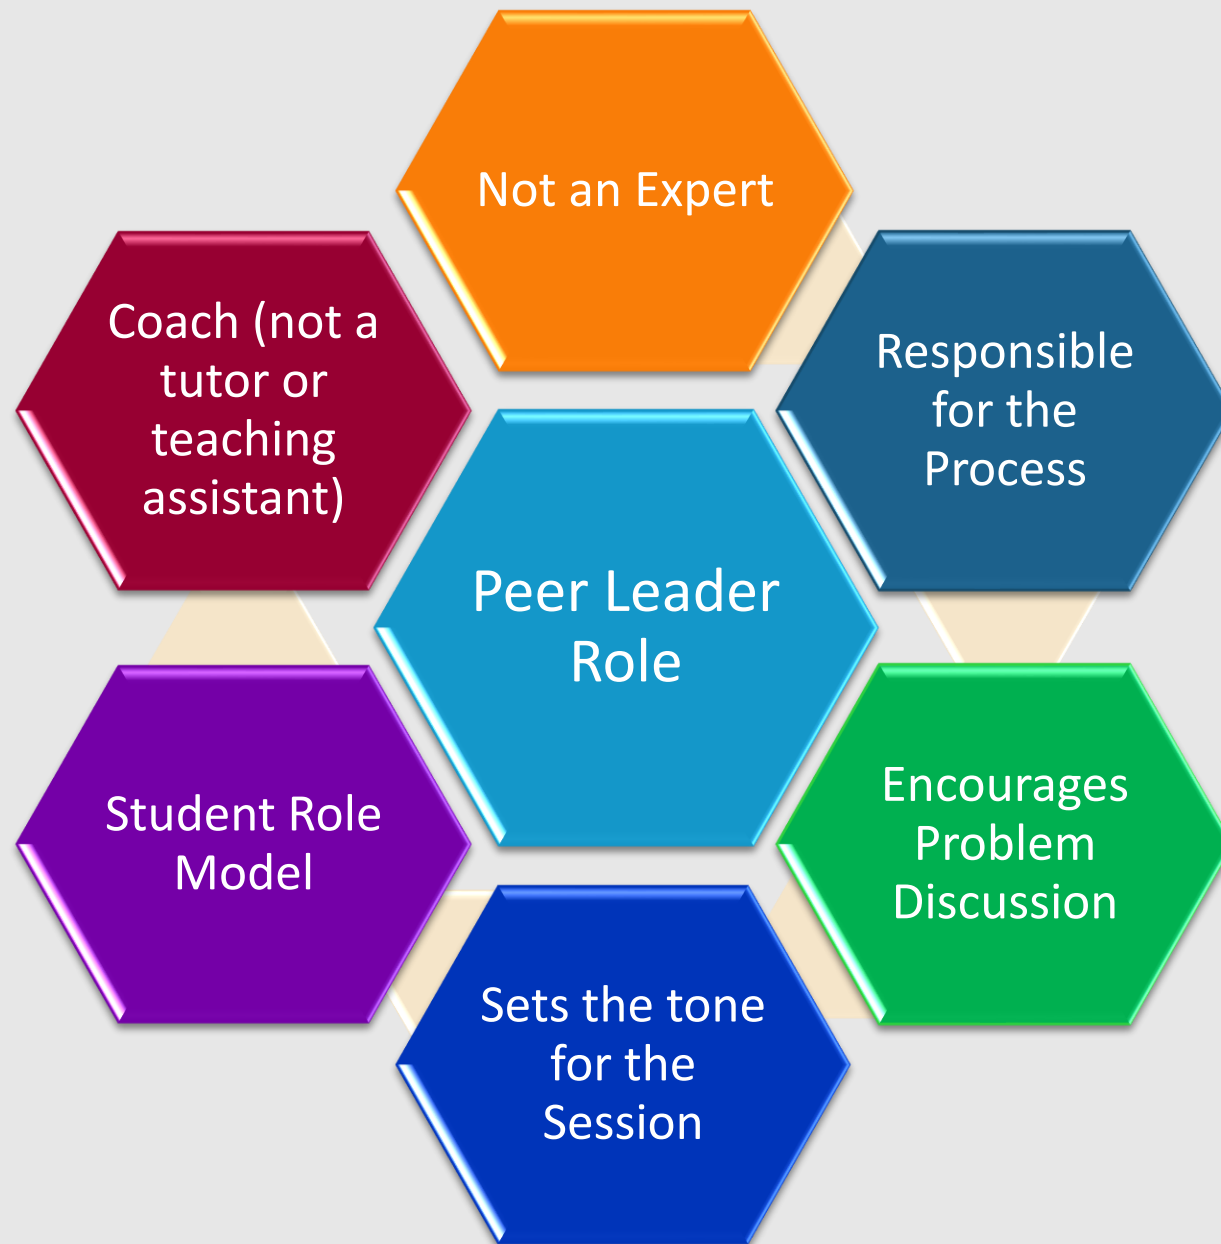 Not an Expert
Coach (not a
tutor or
teaching
assistant)
Responsible
for the
Process
Peer Leader
Role
Student Role
Model
Encourages
Problem
Discussion
Sets the tone
for the
Session